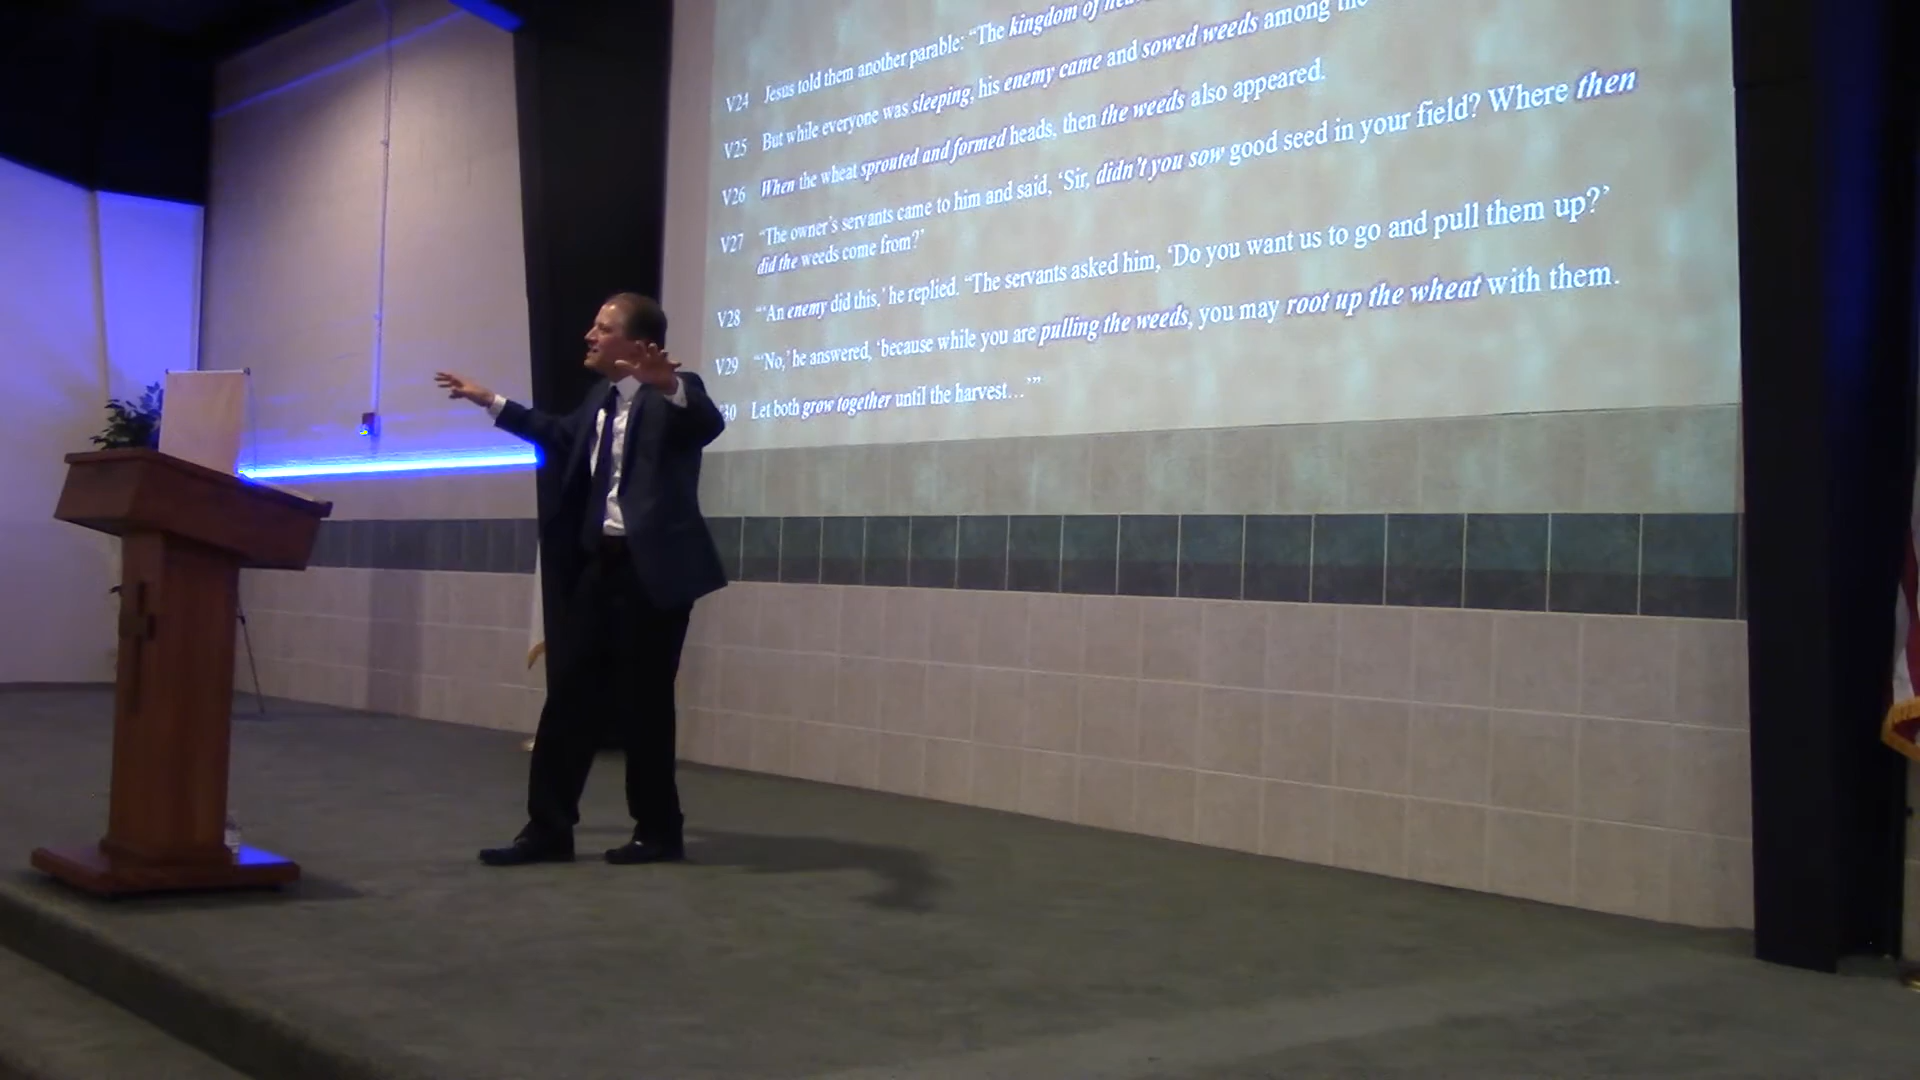 V24 Jesus told them another parable: “The kingdom of
V25 But while everyone was sleeping, his enemy came and sowed weeds among the
V26 When the wheat sprouted and formed heads, then the weeds also appeared.
V27 “The owner’s servants came to him and said, ‘Sir, didn’t you sow good seed in your field? Where then
did the weeds come from?’
V28 “‘An enemy did this,’ he replied. “The servants asked him, ‘Do you want us to go and pull them up?’
V29 “‘No,’ he answered, ‘because while you are pulling the weeds, you may root up the wheat with them.
30 Let both grow together until the harvest…’”